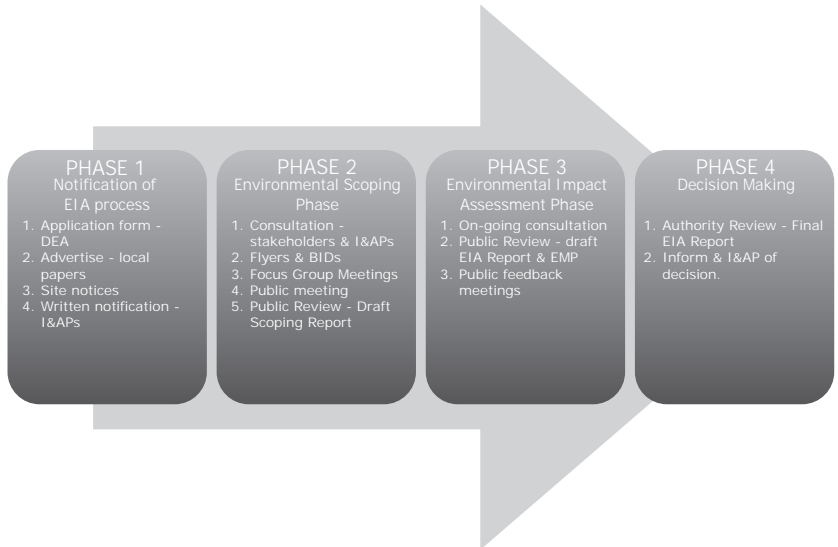 PHASE 1
Notification of
EIA process
1. Application form -
DEA
2. Advertise - local
papers
3. Site notices
4. Written notification -
I&APs
PHASE 2
Environmental Scoping
Phase
1. Consultation -
stakeholders & I&APs
2. Flyers & BIDs
3. Focus Group Meetings
4. Public meeting
5. Public Review - Draft
Scoping Report
PHASE 3
Environmental Impact
Assessment Phase
1. On-going consultation
2. Public Review - draft
EIA Report & EMP
3. Public feedback
meetings
PHASE 4
Decision Making
1. Authority Review - Final
EIA Report
2. Inform & I&AP of
decision.